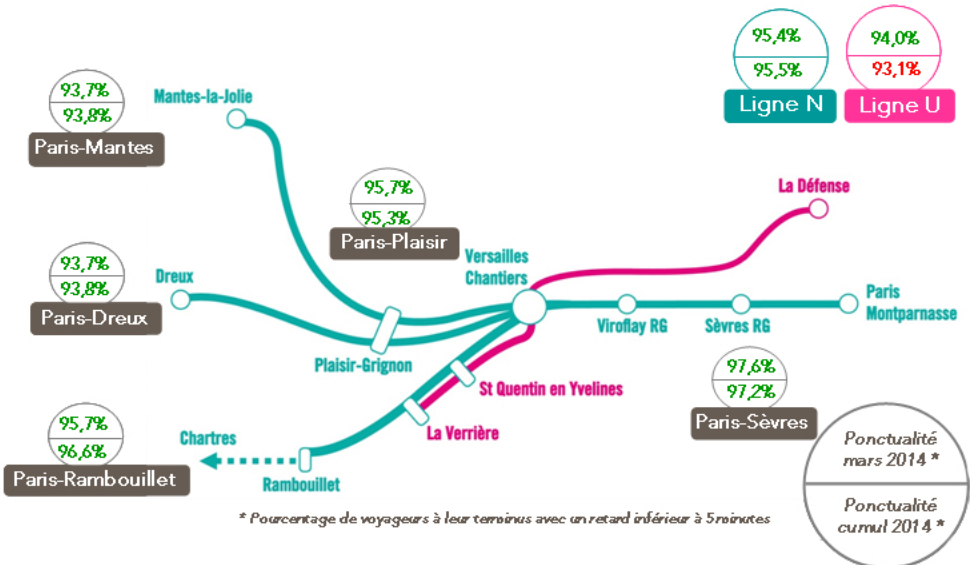 95,4%
95,5%
Ligne N
94,0%
93,1%
Ligne U
93,7%
93,8%
Paris-Mantes
Mantes-la-Jolie
95,7%
95,3%
Paris-Plaisir
La Défense
Versailles
Chantiers
93,7%
93,8%
Paris-Dreux
Dreux
Paris
Montparnasse
Viroflay RG
Sèvres RG
Plaisir-Grignon
St Quentin en Yvelines
97,6%
97,2%
Paris-Sèvres
95,7%
96,6%
Paris-Rambouillet
La Verrière
Chartres
Rambouillet
Ponctualité
mars 2014 *
Ponctualité
cumul 2014 *
* Pourcentage de voyageurs à leur terminus avec un retard inférieur à 5 minutes